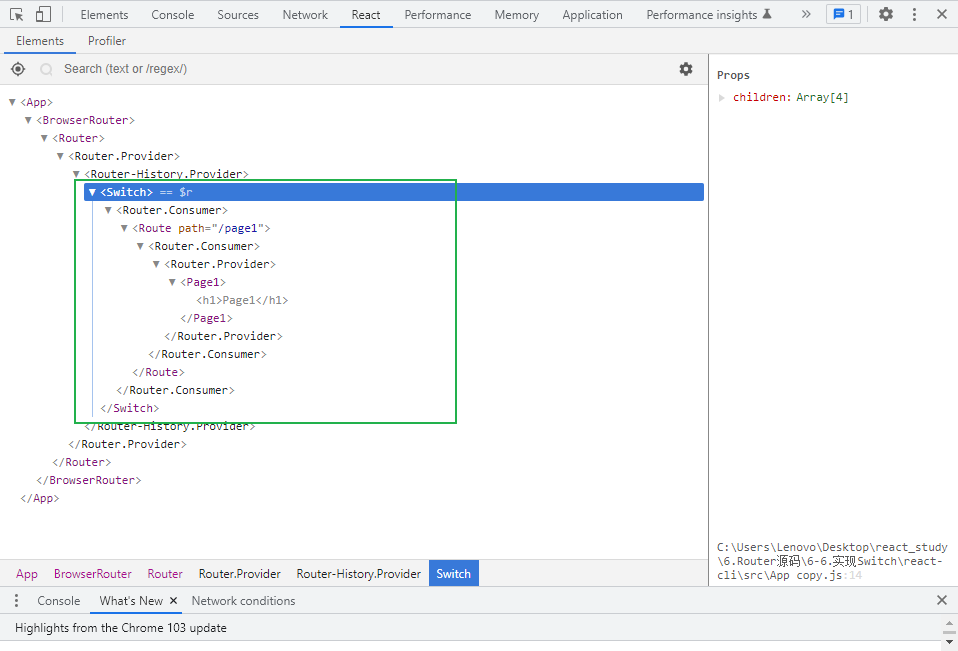 Elements Console Sources Network React Performance Memory Application Performance insights 1
Elements Profiler
Search (text or /regex/)
<App>
<BrowserRouter>
<Router>
<Router.Provider>
<Router-History.Provider>
<Switch> == $r
<Router.Consumer>
<Route path="/page1">
<Router.Consumer>
<Router.Provider>
<Page1>
<h1>Page1</h1>
</Page1>
</Router.Provider>
</Router.Consumer>
</Route>
</Router.Consumer>
</Switch>
</Router-History.Provider>
</Router.Provider>
</Router>
</BrowserRouter>
</App>
Props
children: Array[4]
C:\Users\Lenovo\Desktop\react_study
\6.Router源码\6-6.实现Switch\react-
cli\src\App copy.js:14
App BrowserRouter Router Router.Provider Router-History.Provider Switch
Console What's New Network conditions
Highlights from the Chrome 103 update